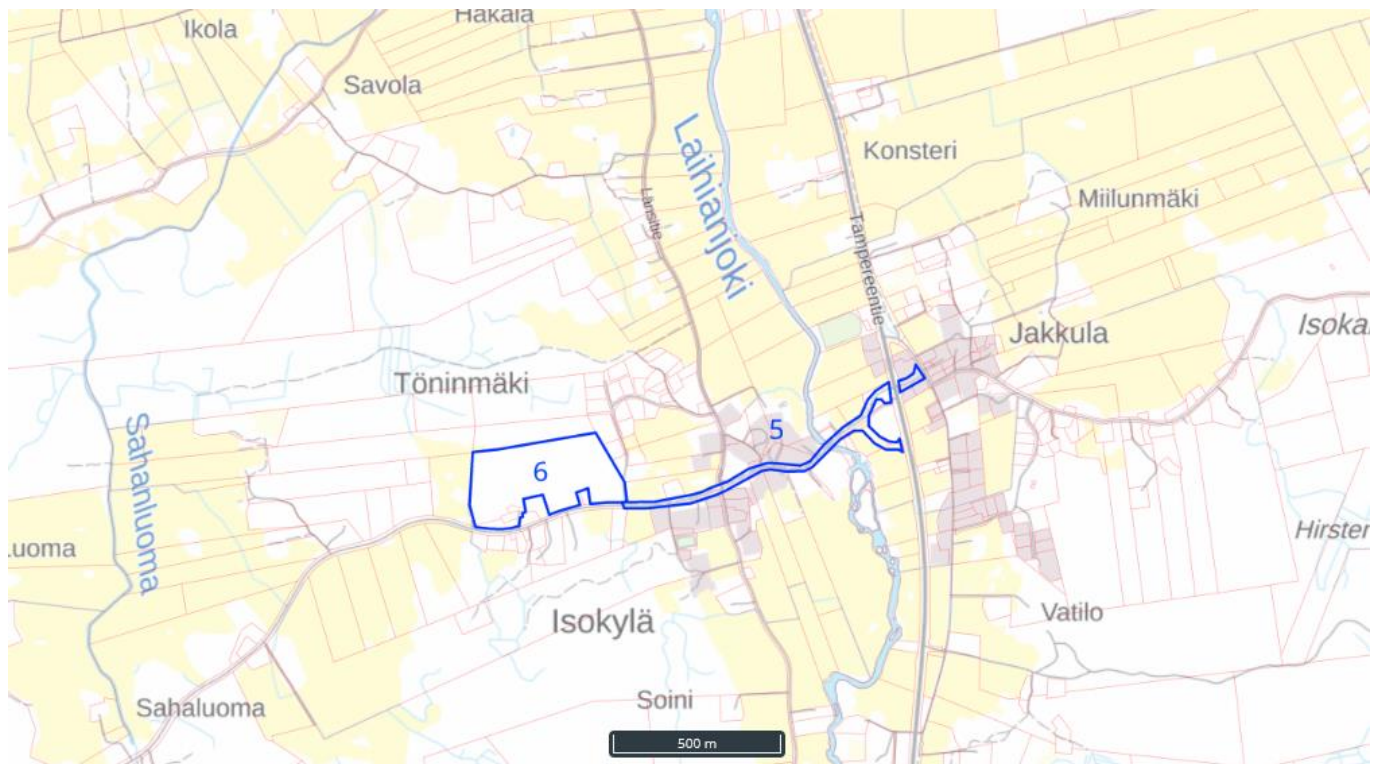 Ikola
Hakala
Savola
Laihianjoki
Konsteri
Miilunmäki
Länsitie
Tampereentie
Jakkula
Isoka
Töninmäki
5
6
Sahanluoma
.uoma
Hirster
Isokylä
Vatilo
Sahaluoma
Soini
500 m